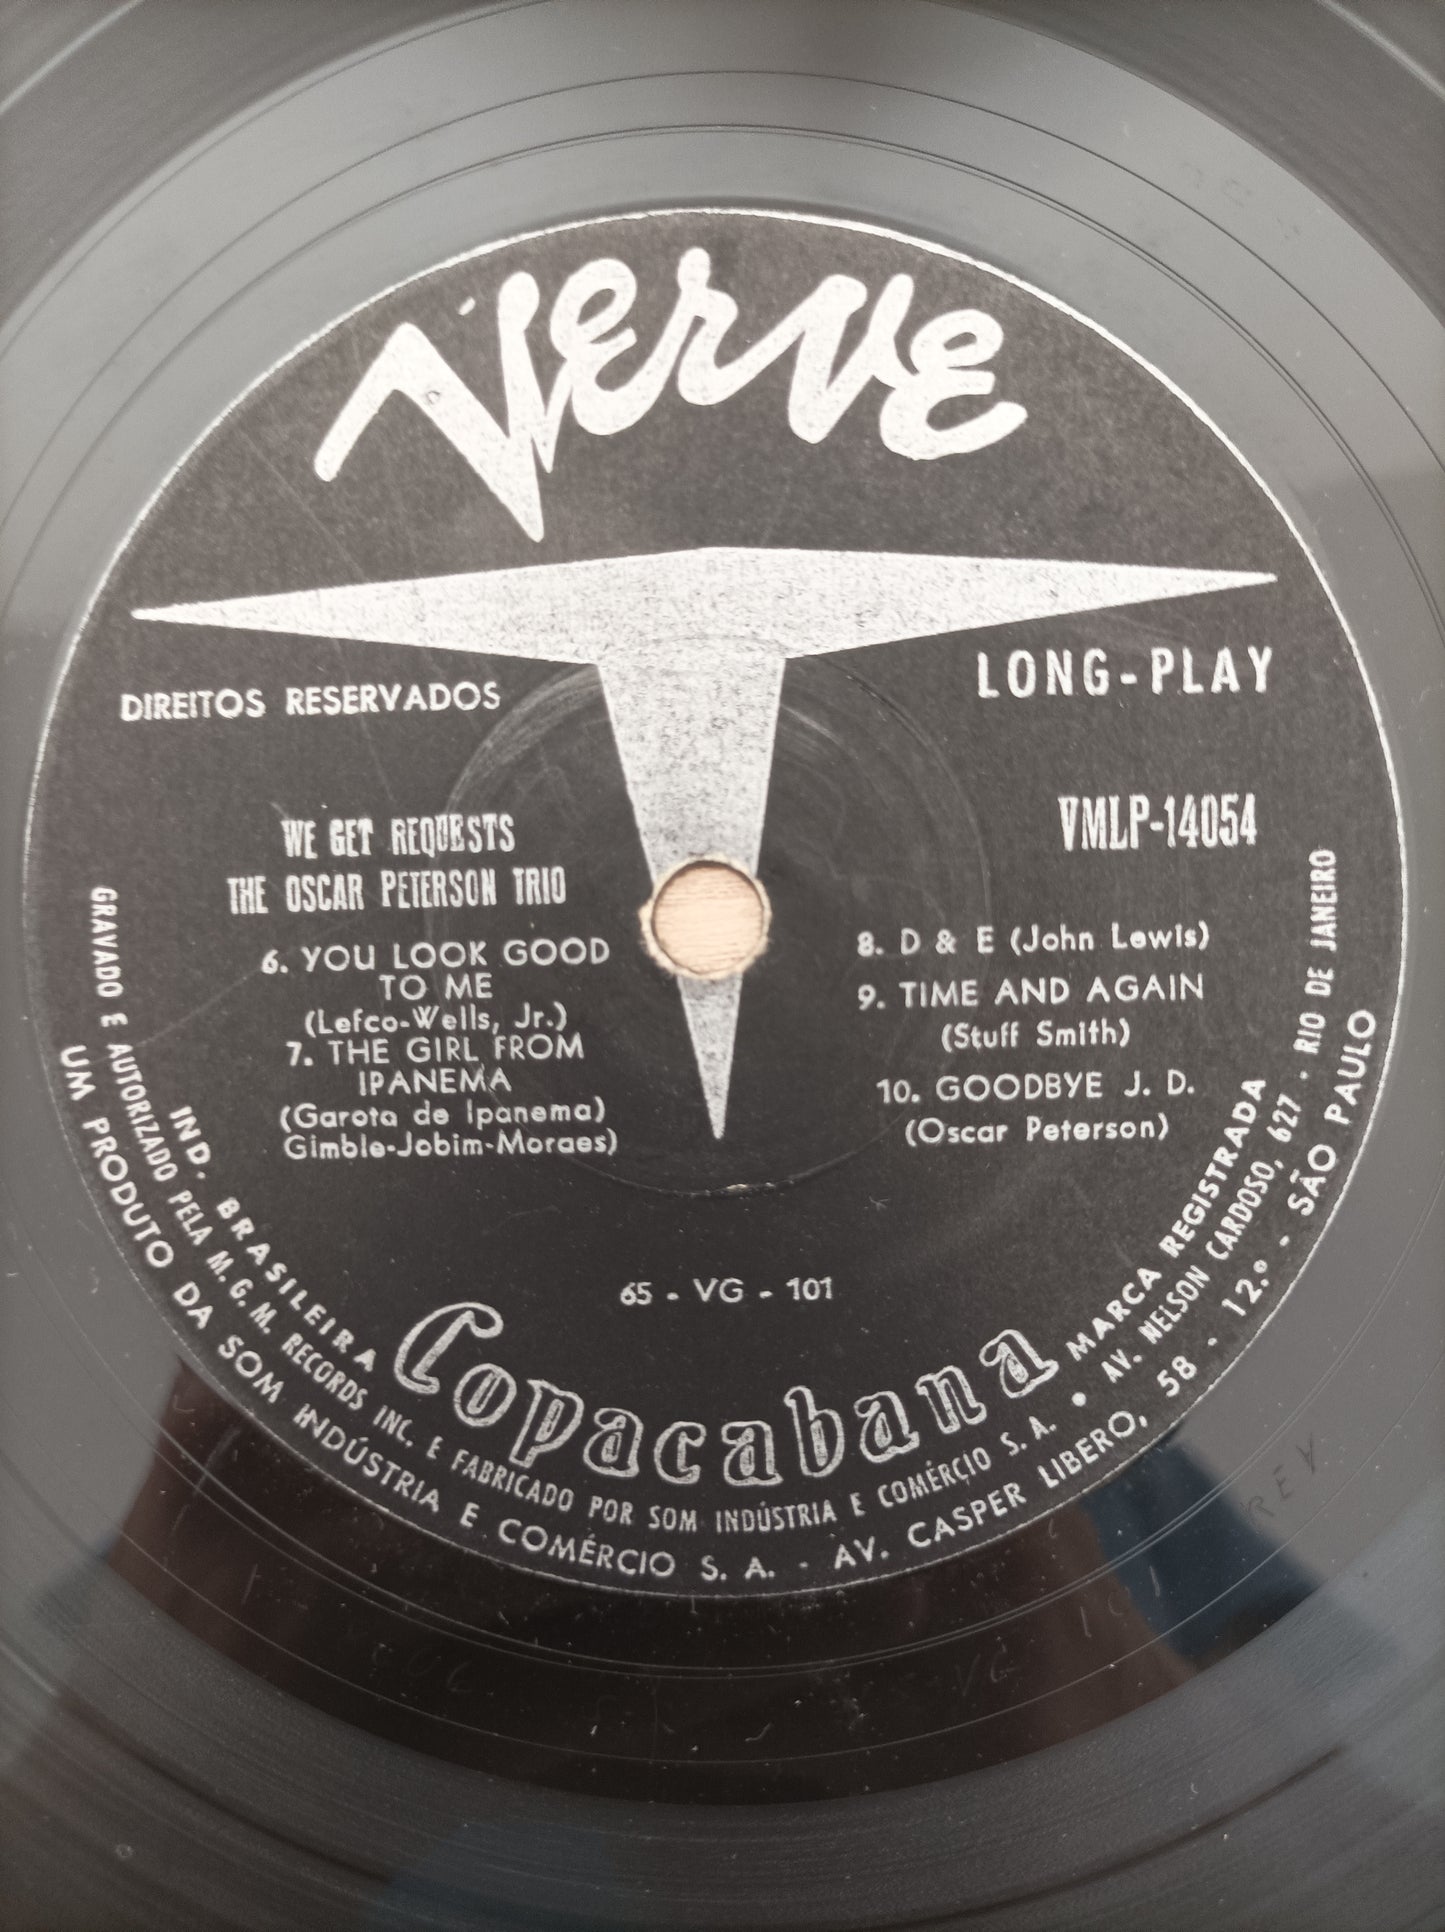 Verve
DIREITOS RESERVADOS
LONG-PLAY
VMLP-14054
WE GET REQUESTS
THE OSCAR PETERSON TRIO
6. YOU LOOK GOOD
TO ME
(Lefco-Wells, Jr.)
7. THE GIRL FROM
IPANEMA
(Garota de Ipanema)
Gimble-Jobim-Moraes)
8. D & E (John Lewis)
9. TIME AND AGAIN
(Stuff Smith)
10. GOODBYE J. D.
(Oscar Peterson)
65 - VG - 101
IND. BRASILEIRA Copacabana MARCA REGISTRADA
GRAVADO E AUTORIZADO PELA M. G. M. RECORDS INC. E FABRICADO POR SOM INDÚSTRIA E COMÉRCIO S. A. • AV. NELSON CARDOSO, 627 - RIO DE JANEIRO
UM PRODUTO DA SOM INDÚSTRIA E COMÉRCIO S. A. - AV. CASPER LIBERO, 58 - 12.º - SÃO PAULO
REV